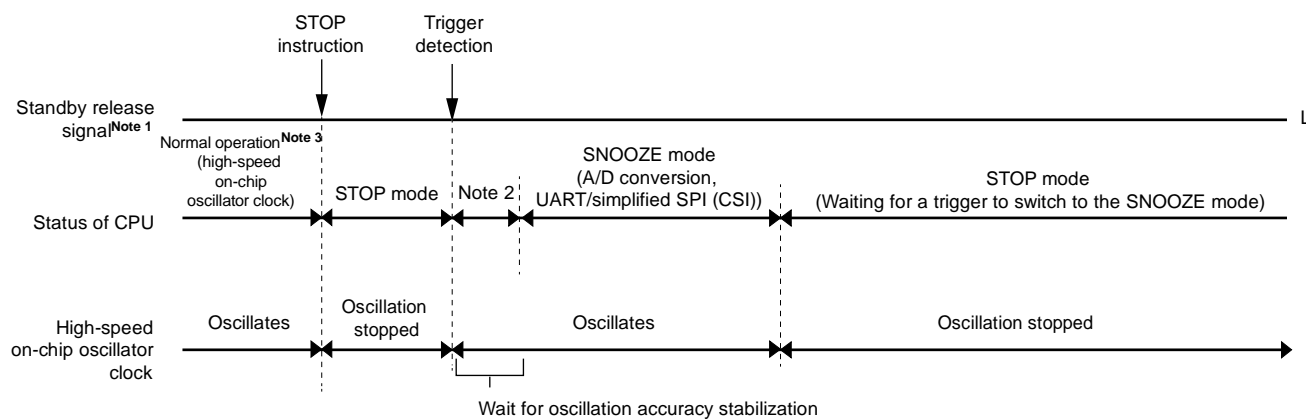 STOP
instruction
Trigger
detection
Standby release
signalNote 1
L
Normal operationNote 3
(high-speed
on-chip
oscillator clock)
STOP mode
Note 2
SNOOZE mode
(A/D conversion,
UART/simplified SPI (CSI))
STOP mode
(Waiting for a trigger to switch to the SNOOZE mode)
Status of CPU
High-speed
on-chip oscillator
clock
Oscillates
Oscillation
stopped
Oscillates
Oscillation stopped
Wait for oscillation accuracy stabilization